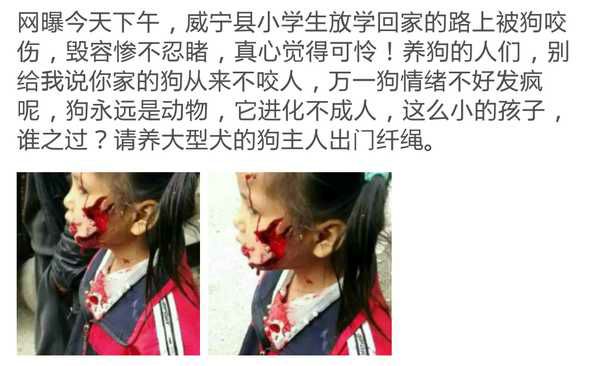 网曝今天下午，威宁县小学生放学回家的路上被狗咬
伤，毁容惨不忍睹，真心觉得可怜！养狗的人们，别
给我说你家的狗从来不咬人，万一狗情绪不好发疯
呢，狗永远是动物，它进化不成人，这么小的孩子，
谁之过？请养大型犬的狗主人出门纤绳。